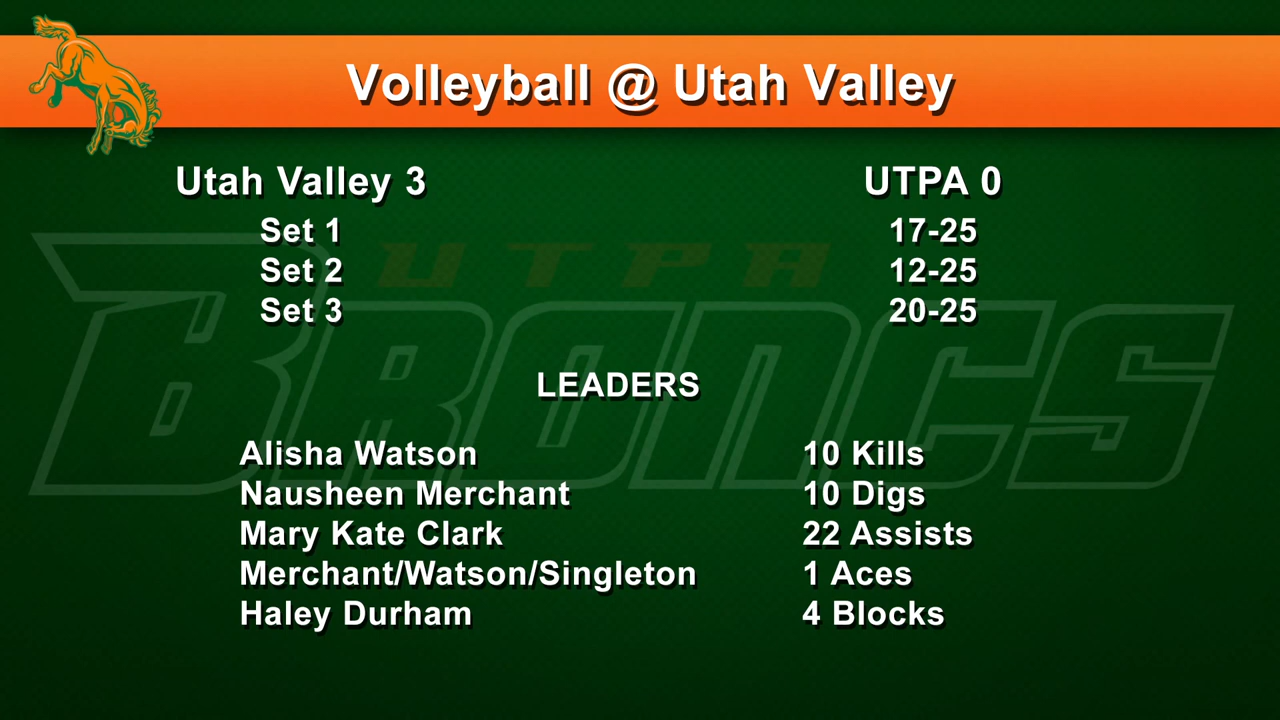 Volleyball @ Utah Valley
Utah Valley 3 UTPA 0
Set 1 17-25
Set 2 12-25
Set 3 20-25
UTPA
BRONCS
LEADERS
Alisha Watson 10 Kills
Nausheen Merchant 10 Digs
Mary Kate Clark 22 Assists
Merchant/Watson/Singleton 1 Aces
Haley Durham 4 Blocks